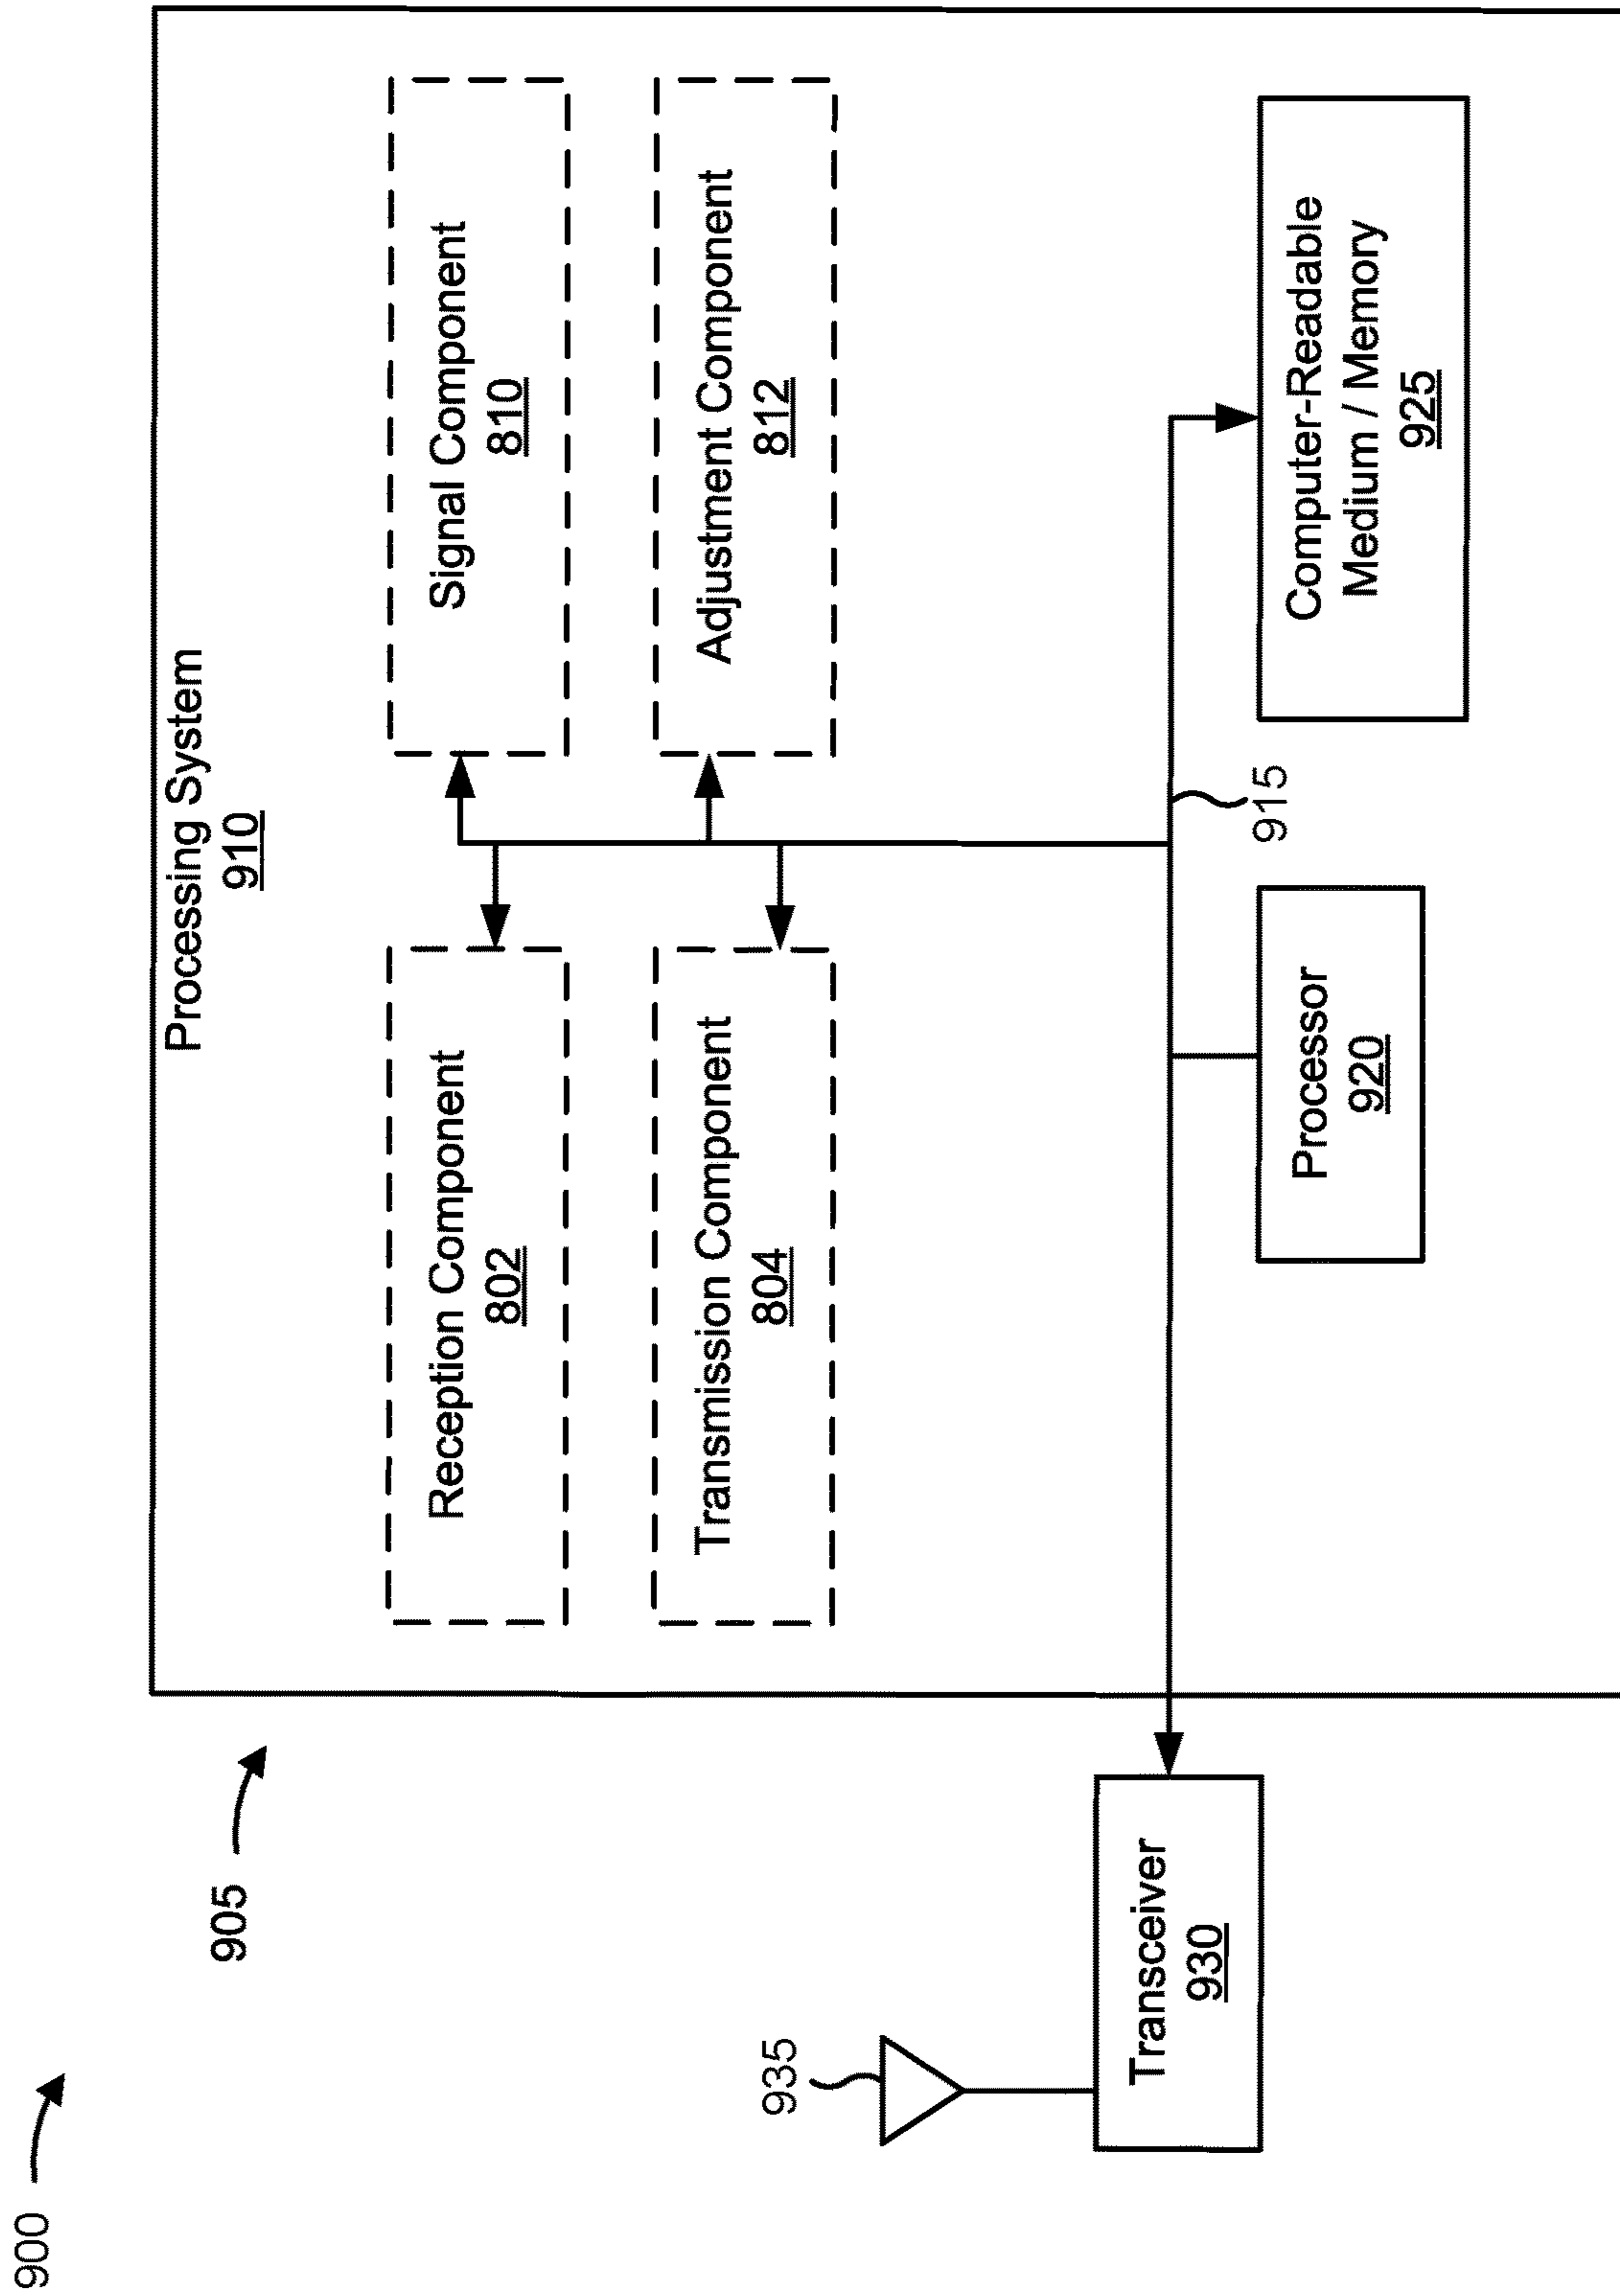 900
905
Processing System
910
Reception Component
802
Signal Component
810
Transmission Component
804
Adjustment Component
812
935
915
Transceiver
930
Processor
920
Computer-Readable
Medium / Memory
925